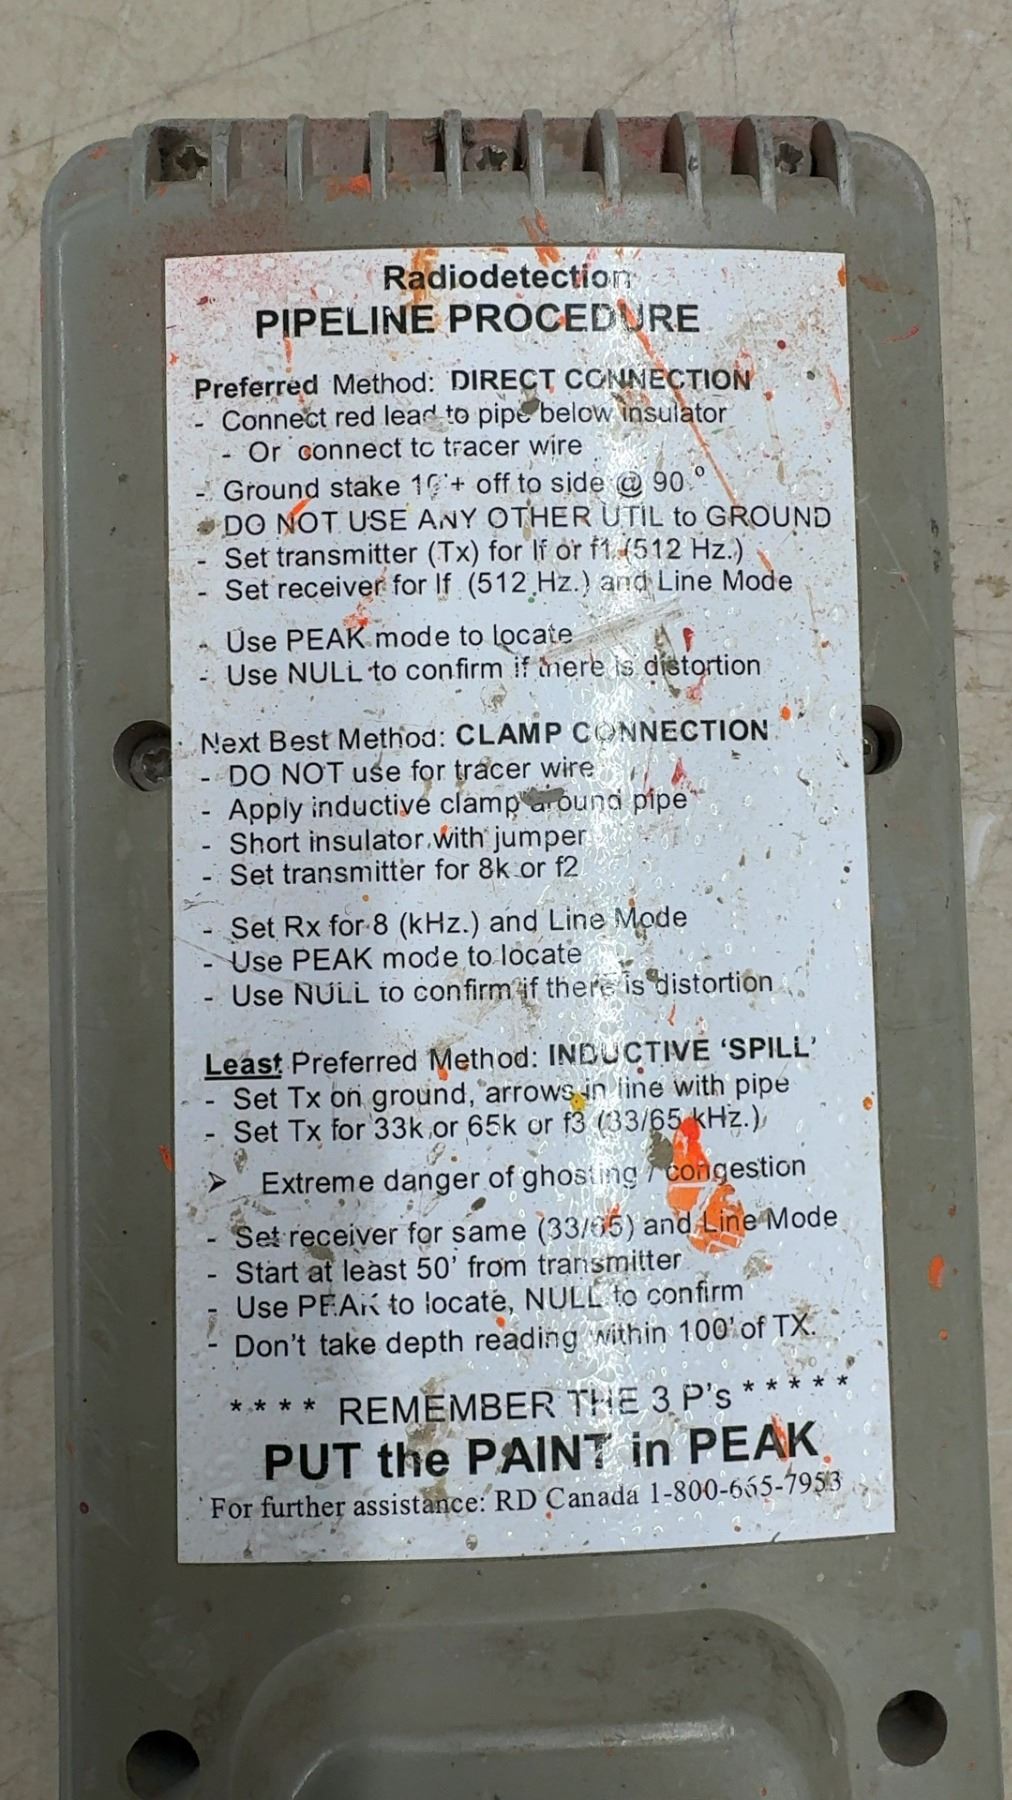 Radiodetection
PIPELINE PROCEDURE
Preferred Method: DIRECT CONNECTION
- Connect red lead to pipe below insulator
- Or connect to tracer wire
- Ground stake 10'+ off to side @ 90.°
DO NOT USE ANY OTHER UTIL to GROUND
- Set transmitter (Tx) for lf or f1 (512 Hz.)
- Set receiver for lf (512 Hz.) and Line Mode
- Use PEAK mode to locate
- Use NULL to confirm if there is distortion
Next Best Method: CLAMP CONNECTION
- DO NOT use for tracer wire
- Apply inductive clamp around pipe
- Short insulator with jumper
- Set transmitter for 8k or f2
- Set Rx for 8 (kHz.) and Line Mode
- Use PEAK mode to locate
- Use NULL to confirm if there is distortion
Least Preferred Method: INDUCTIVE 'SPILL'
- Set Tx on ground, arrows in line with pipe
- Set Tx for 33k or 65k or f3 (33/65 kHz.)
➢ Extreme danger of ghosting / congestion
- Set receiver for same (33/65) and Line Mode
- Start at least 50' from transmitter
- Use PEAK to locate, NULL to confirm
- Don't take depth reading within 100' of TX.
**** REMEMBER THE 3 P's *****
PUT the PAINT in PEAK
For further assistance: RD Canada 1-800-665-7953